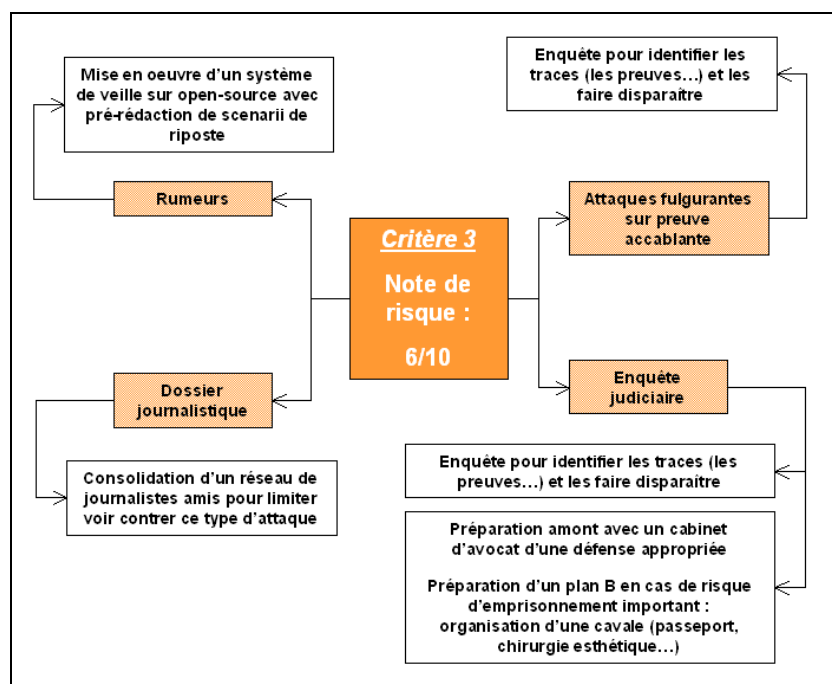 Mise en oeuvre d'un système
de veille sur open-source avec
pré-rédaction de scenarii de
riposte
Rumeurs
Dossier
journalistique
Consolidation d'un réseau de
journalistes amis pour limiter
voir contrer ce type d'attaque
Critère 3
Note de
risque :
6/10
Enquête pour identifier les
traces (les preuves...) et les
faire disparaître
Attaques fulgurantes
sur preuve
accablante
Enquête
judiciaire
Enquête pour identifier les traces (les
preuves...) et les faire disparaître
Préparation amont avec un cabinet
d'avocat d'une défense appropriée
Préparation d'un plan B en cas de risque
d'emprisonnement important :
organisation d'une cavale (passeport,
chirurgie esthétique...)